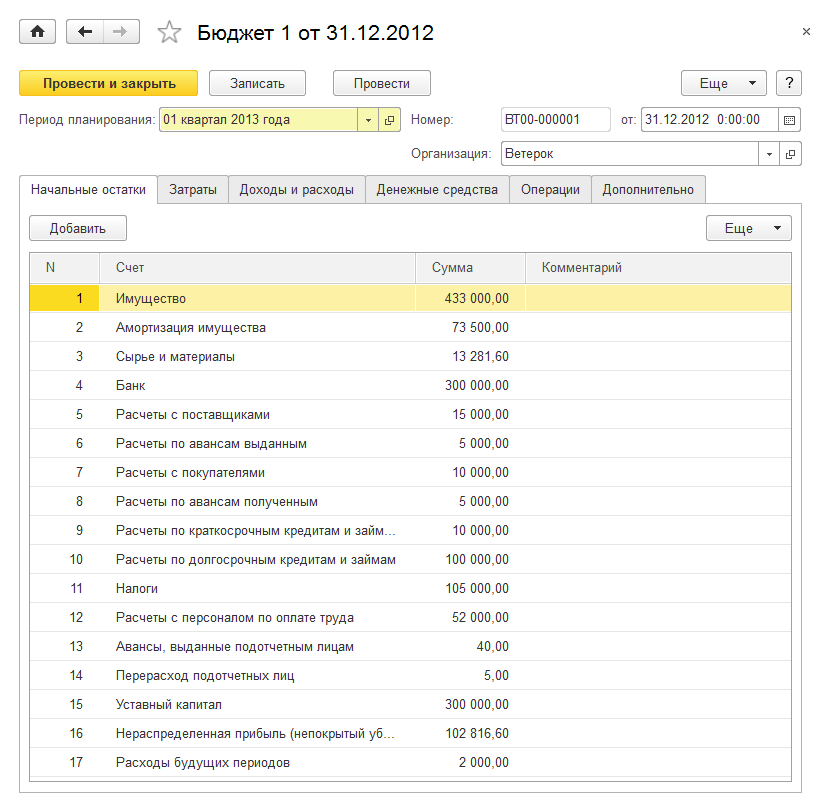 Бюджет 1 от 31.12.2012
Провести и закрыть Записать Провести Еще ?
Период планирования: 01 квартал 2013 года Номер: ВТ00-000001 от: 31.12.2012 0:00:00
Организация: Ветерок
Начальные остатки Затраты Доходы и расходы Денежные средства Операции Дополнительно
Добавить Еще
N Счет Сумма Комментарий
1 Имущество 433 000,00
2 Амортизация имущества 73 500,00
3 Сырье и материалы 13 281,60
4 Банк 300 000,00
5 Расчеты с поставщиками 15 000,00
6 Расчеты по авансам выданным 5 000,00
7 Расчеты с покупателями 10 000,00
8 Расчеты по авансам полученным 5 000,00
9 Расчеты по краткосрочным кредитам и займ... 10 000,00
10 Расчеты по долгосрочным кредитам и займам 100 000,00
11 Налоги 105 000,00
12 Расчеты с персоналом по оплате труда 52 000,00
13 Авансы, выданные подотчетным лицам 40,00
14 Перерасход подотчетных лиц 5,00
15 Уставный капитал 300 000,00
16 Нераспределенная прибыль (непокрытый уб... 102 816,60
17 Расходы будущих периодов 2 000,00